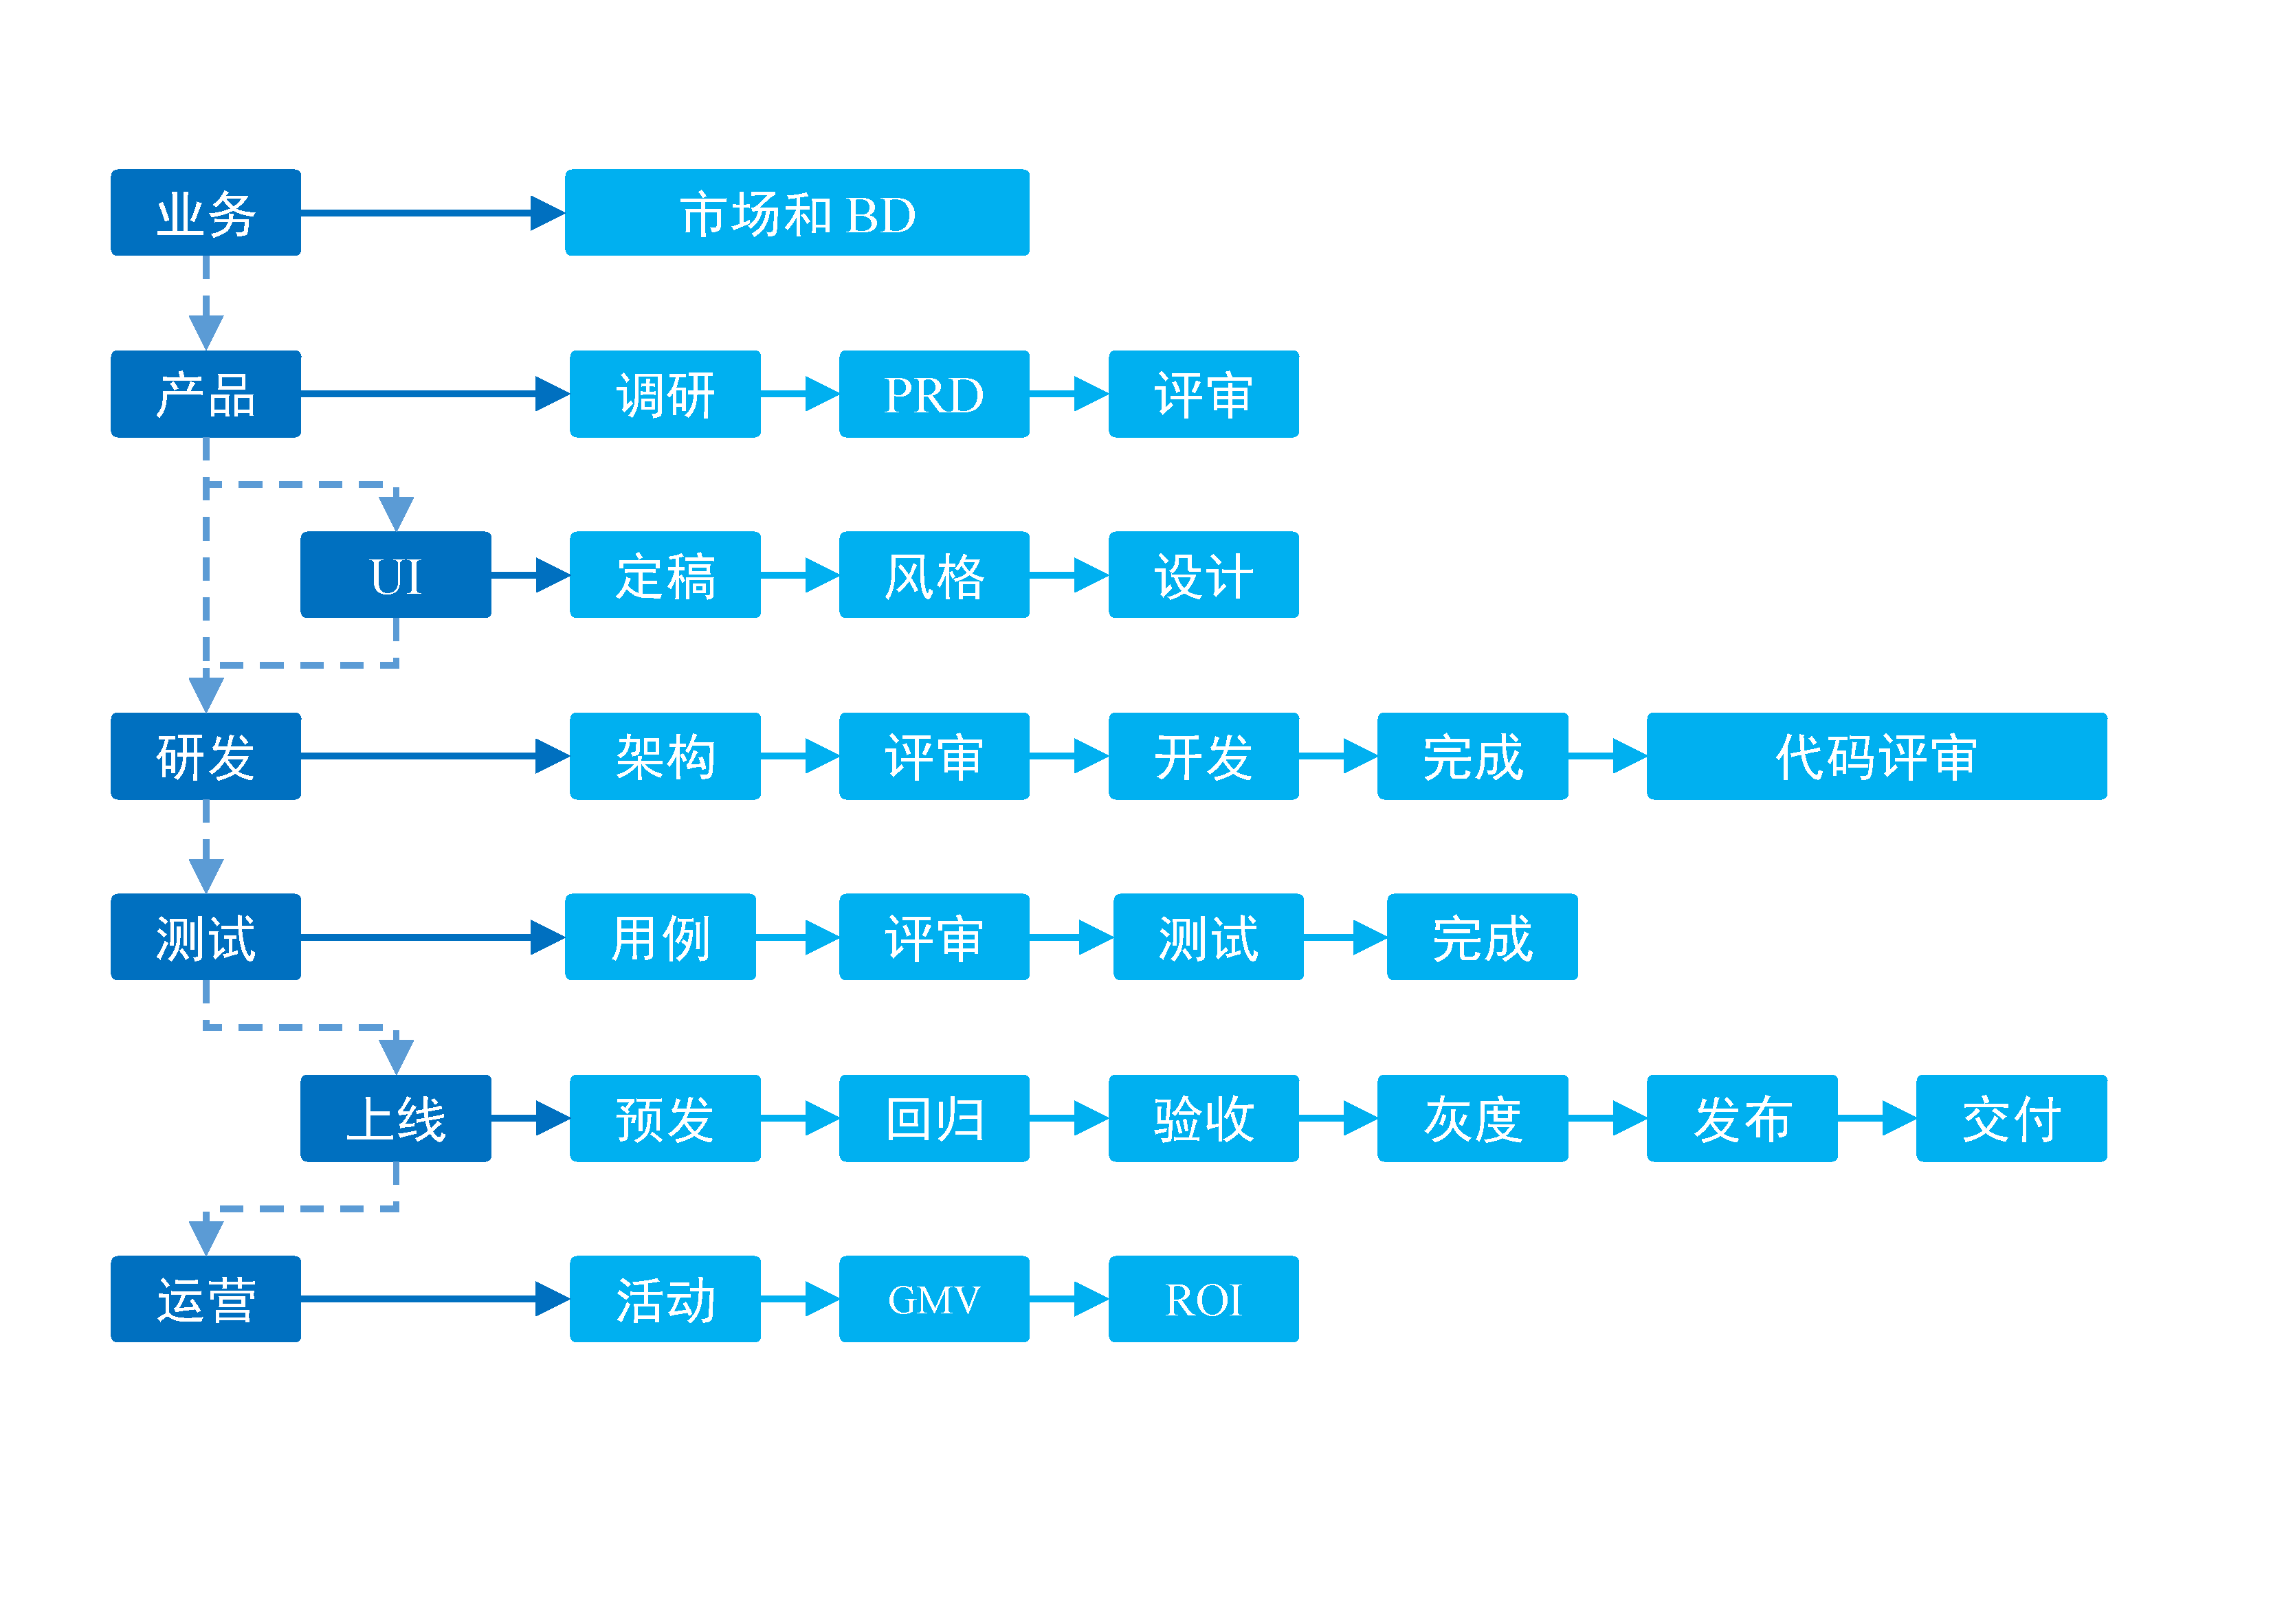 业务 市场和 BD
产品 调研 PRD 评审
UI 定稿 风格 设计
研发 架构 评审 开发 完成 代码评审
测试 用例 评审 测试 完成
上线 预发 回归 验收 灰度 发布 交付
运营 活动 GMV ROI